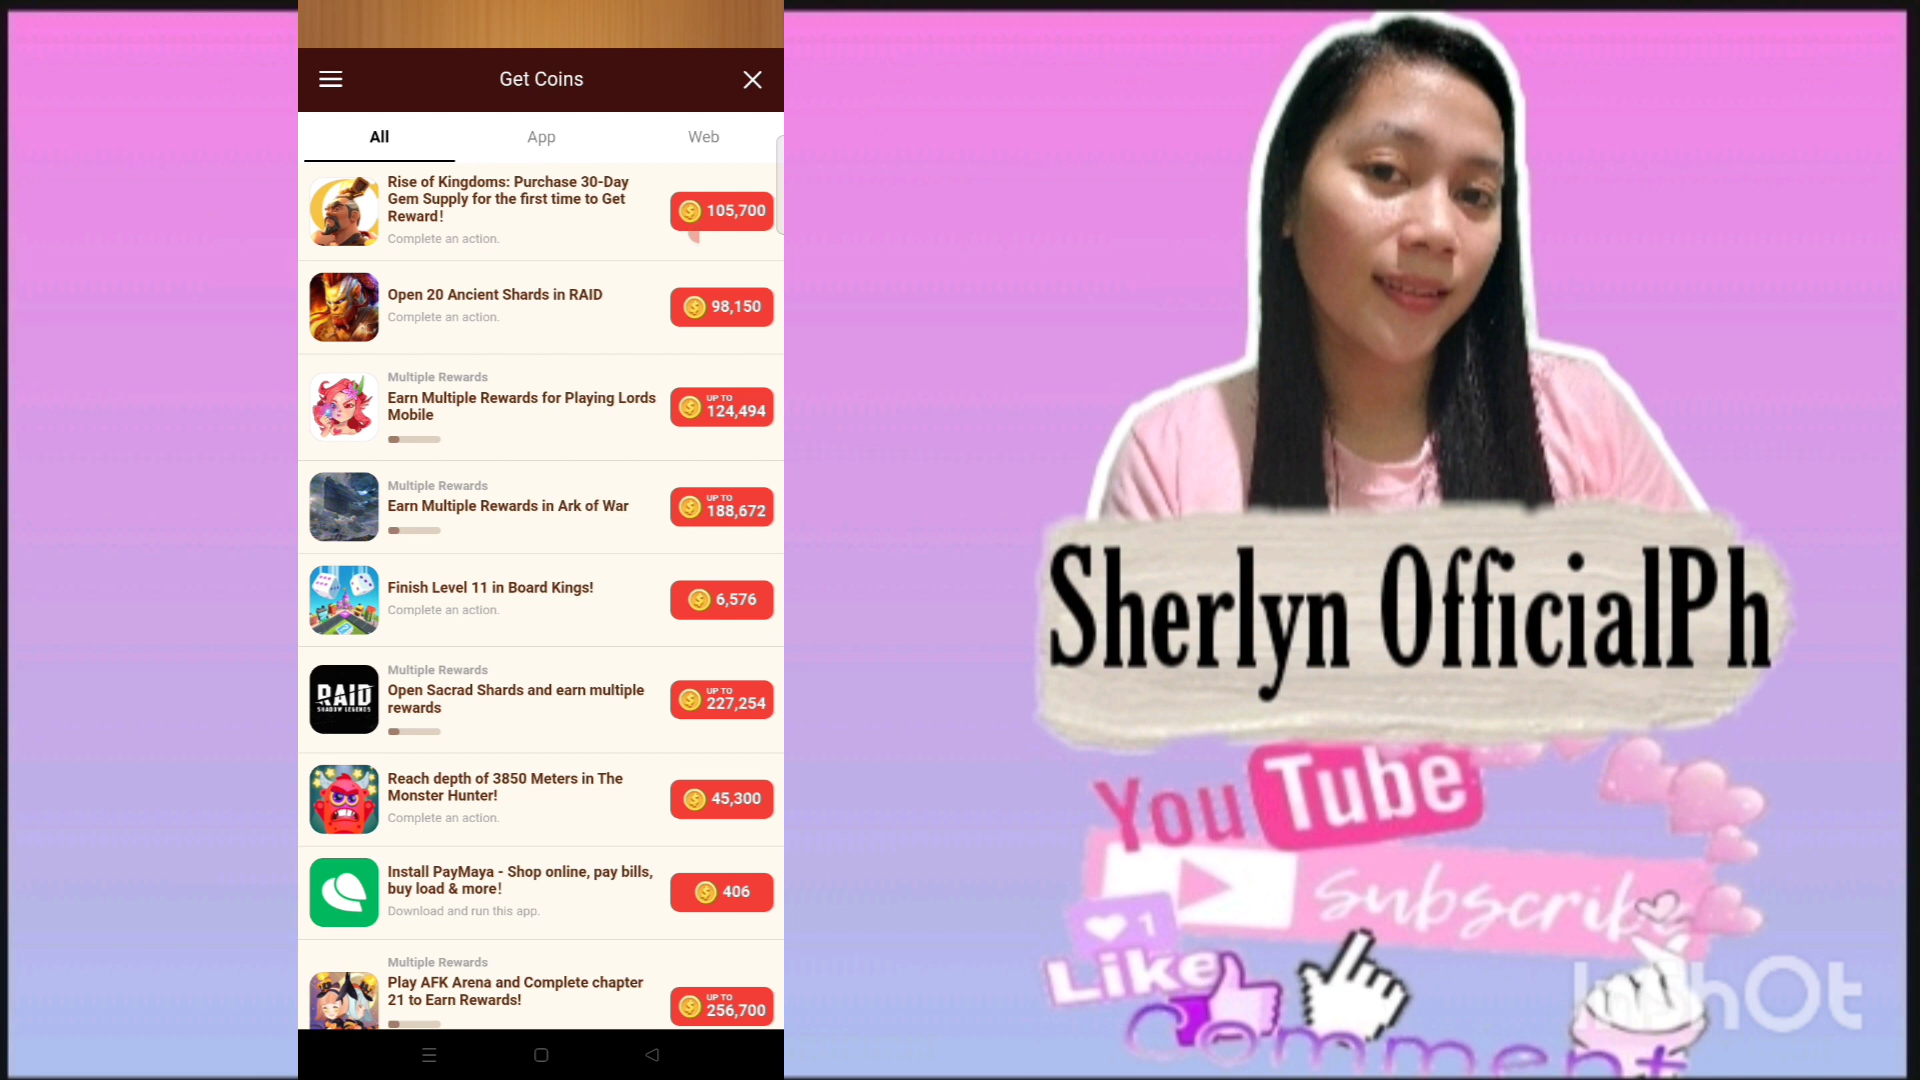 Get Coins
All
App
Web
Rise of Kingdoms: Purchase 30-Day
Gem Supply for the first time to Get
Reward!
Complete an action.
105,700
Open 20 Ancient Shards in RAID
Complete an action.
98,150
Multiple Rewards
Earn Multiple Rewards for Playing Lords
Mobile
UP TO
124,494
Multiple Rewards
Earn Multiple Rewards in Ark of War
UP TO
188,672
Finish Level 11 in Board Kings!
Complete an action.
6,576
RAID
SHADOW LEGENDS
Multiple Rewards
Open Sacrad Shards and earn multiple
rewards
UP TO
227,254
Reach depth of 3850 Meters in The
Monster Hunter!
Complete an action.
45,300
Install PayMaya - Shop online, pay bills,
buy load & more!
Download and run this app.
406
Multiple Rewards
Play AFK Arena and Complete chapter
21 to Earn Rewards!
UP TO
256,700
Sherlyn OfficialPh
YouTube
subscribe
1
Like
Comment
InShOt